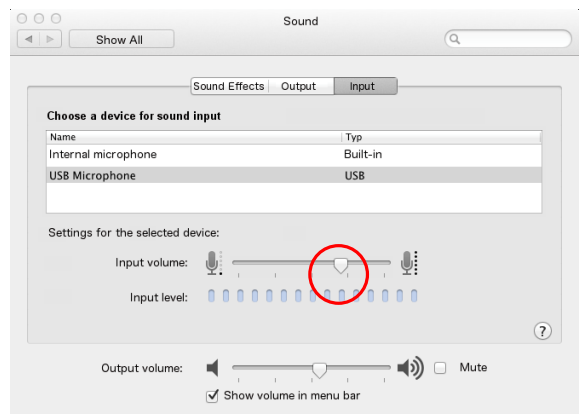 Sound
Show All
Sound Effects Output Input
Choose a device for sound input
Name Typ
Internal microphone Built-in
USB Microphone USB
Settings for the selected device:
Input volume:
Input level:
?
Output volume: Mute
Show volume in menu bar